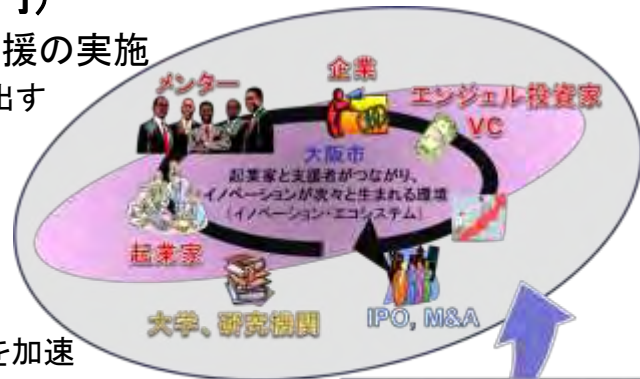 援の実施
出す
メンター
企業
エンジェル投資家
VC
大阪市
起業家と支援者がつながり、
イノベーションが次々と生まれる環境
（イノベーション・エコシステム）
起業家
大学、研究機関
IPO, M&A
を加速